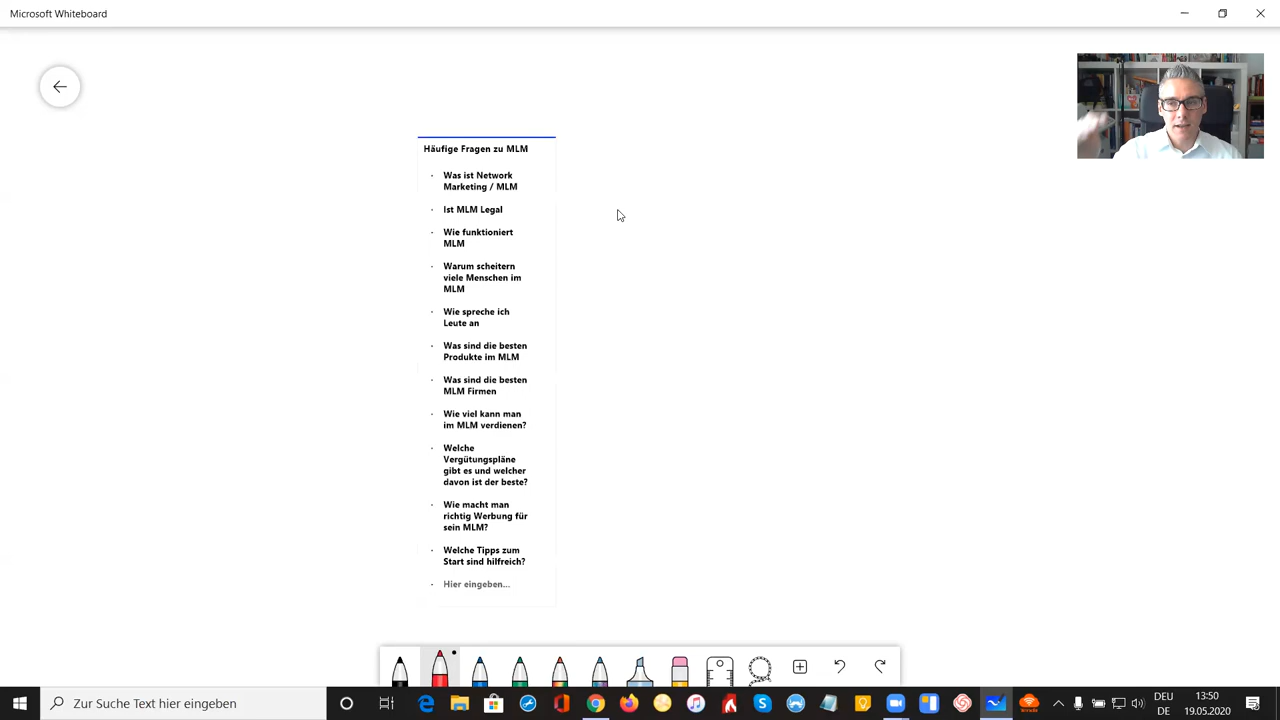 Microsoft Whiteboard
Häufige Fragen zu MLM
· Was ist Network
Marketing / MLM
· Ist MLM Legal
· Wie funktioniert
MLM
· Warum scheitern
viele Menschen im
MLM
· Wie spreche ich
Leute an
· Was sind die besten
Produkte im MLM
· Was sind die besten
MLM Firmen
· Wie viel kann man
im MLM verdienen?
· Welche
Vergütungspläne
gibt es und welcher
davon ist der beste?
· Wie macht man
richtig Werbung für
sein MLM?
· Welche Tipps zum
Start sind hilfreich?
· Hier eingeben...
Zur Suche Text hier eingeben
DEU
DE
13:50
19.05.2020